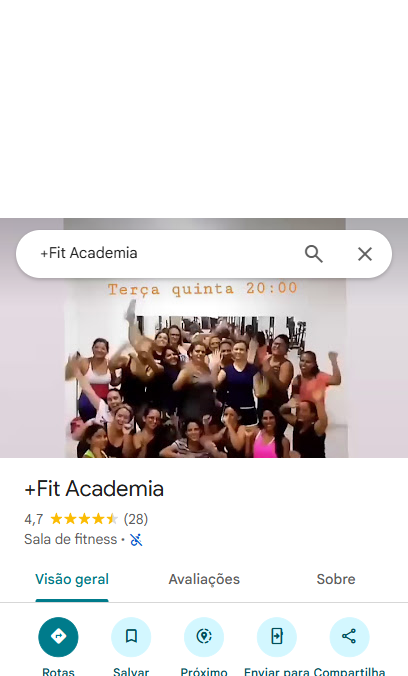 +Fit Academia
Terça quinta 20:00
+Fit Academia
4,7 (28)
Sala de fitness ·
Visão geral Avaliações Sobre
Rotas Salvar Próximo Enviar para Compartilha